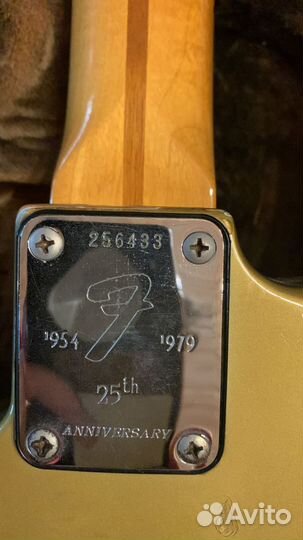 256433
F
1954 1979
25th
ANNIVERSARY
Avito